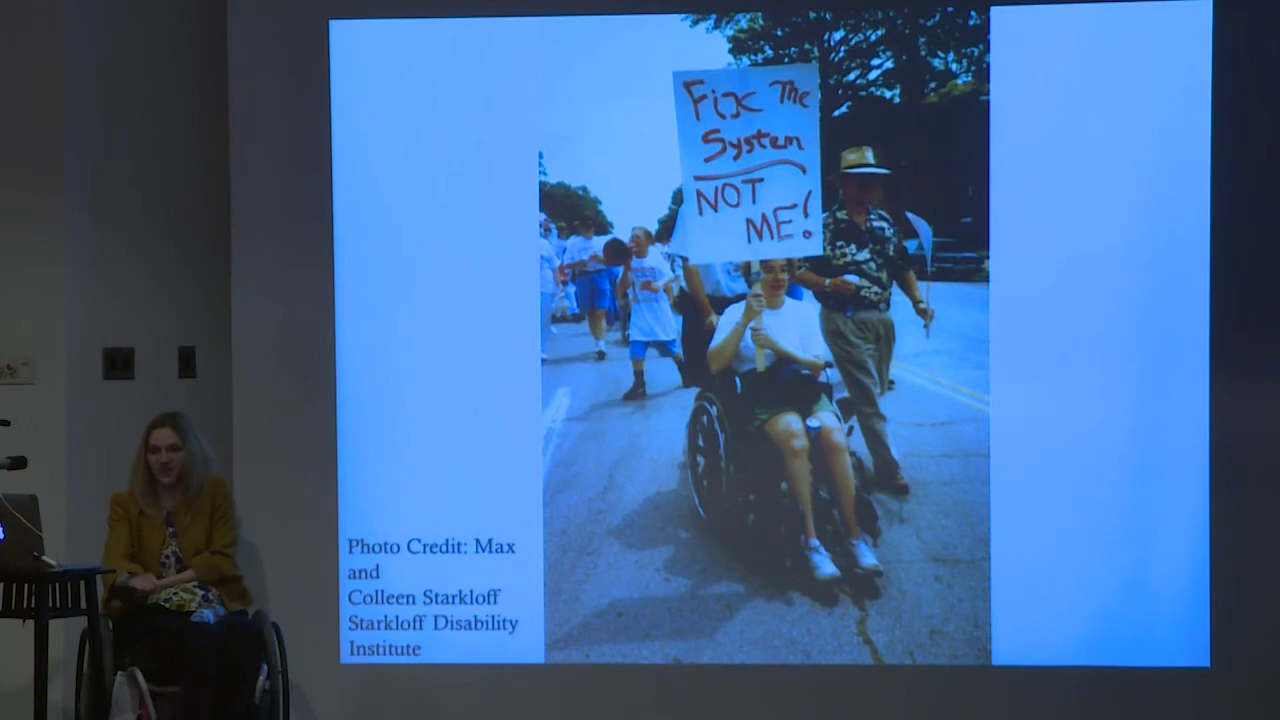 Fix The
System
NOT
ME!
Photo Credit: Max
and
Colleen Starkloff
Starkloff Disability
Institute